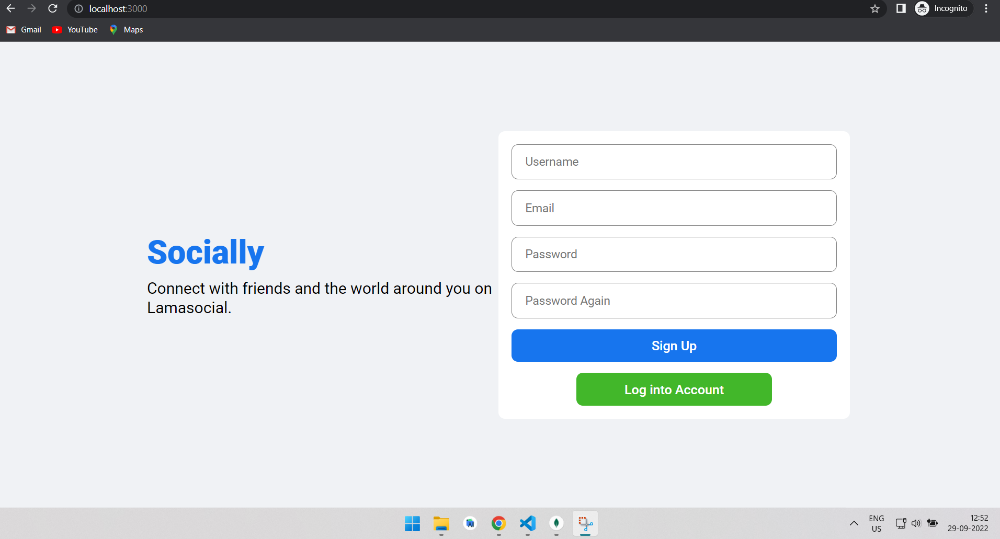 localhost:3000
Incognito
Gmail
YouTube
Maps
Socially
Connect with friends and the world around you on
Lamasocial.
Username
Email
Password
Password Again
Sign Up
Log into Account
ENG
US
12:52
29-09-2022